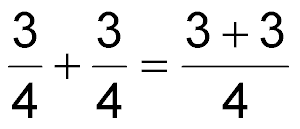 3/4 + 3/4 = (3 + 3)/4